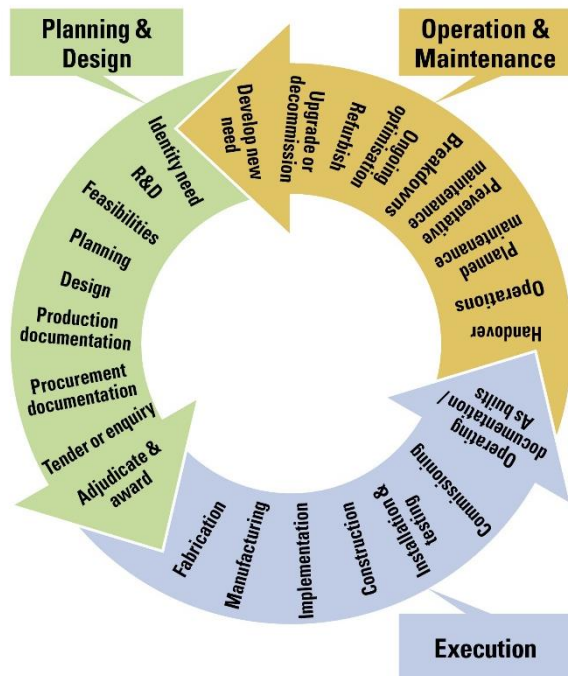 Planning &
Design
Operation &
Maintenance
Identity need
R&D
Feasibilities
Planning
Design
Production
documentation
Procurement
documentation
Tender or enquiry
Adjudicate &
award
Fabrication
Manufacturing
Implementation
Construction
Installation &
testing
Commissioning
Operating
documentation /
As builts
Handover
Operations
Planned
maintenance
Preventative
maintenance
Breakdowns
Ongoing
optimisation
Refurbish
Upgrade or
decommission
Develop new
need
Execution